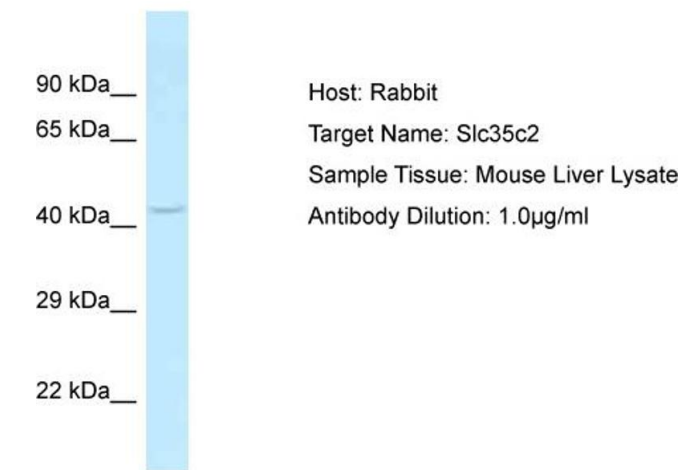 90 kDa__
65 kDa__
40 kDa__
29 kDa__
22 kDa__
Host: Rabbit
Target Name: Slc35c2
Sample Tissue: Mouse Liver Lysate
Antibody Dilution: 1.0µg/ml